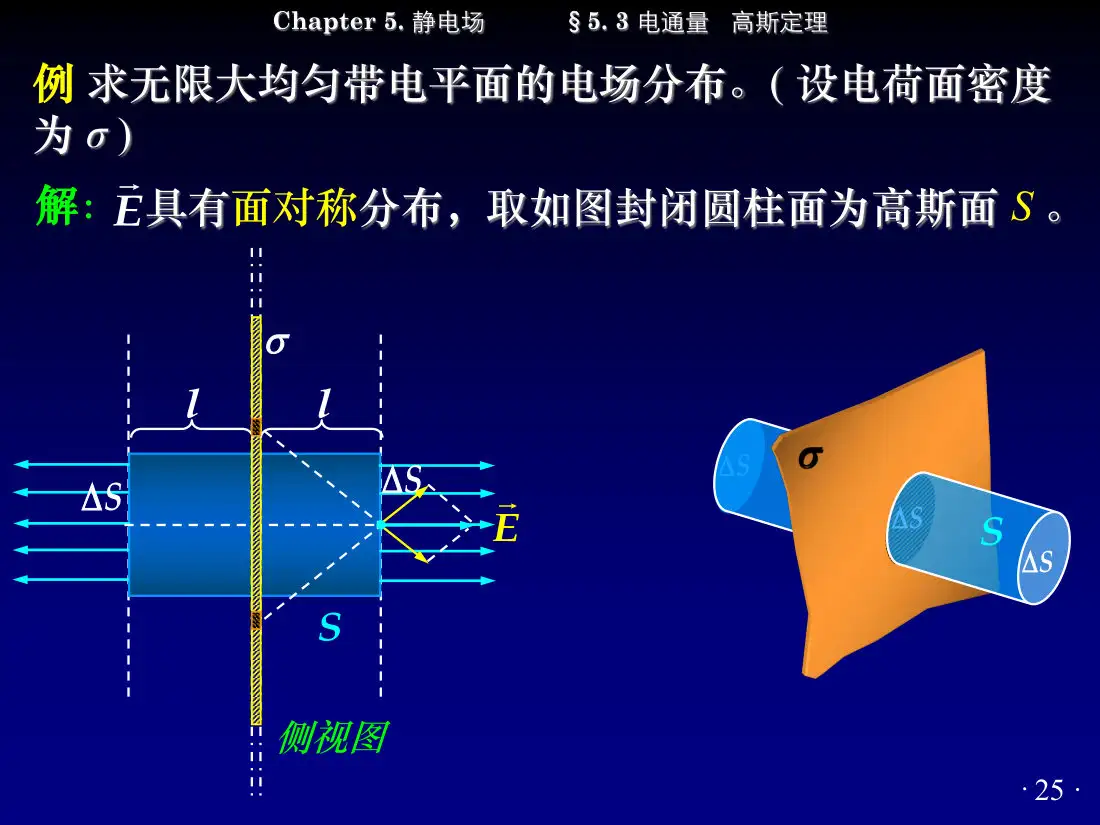 Chapter 5. 静电场 §5. 3 电通量 高斯定理
例 求无限大均匀带电平面的电场分布。( 设电荷面密度
为 σ )
解: E⃗具有面对称分布，取如图封闭圆柱面为高斯面 S 。
σ
l l
ΔS ΔS
E⃗
S
侧视图
σ
ΔS ΔS S ΔS
· 25 ·